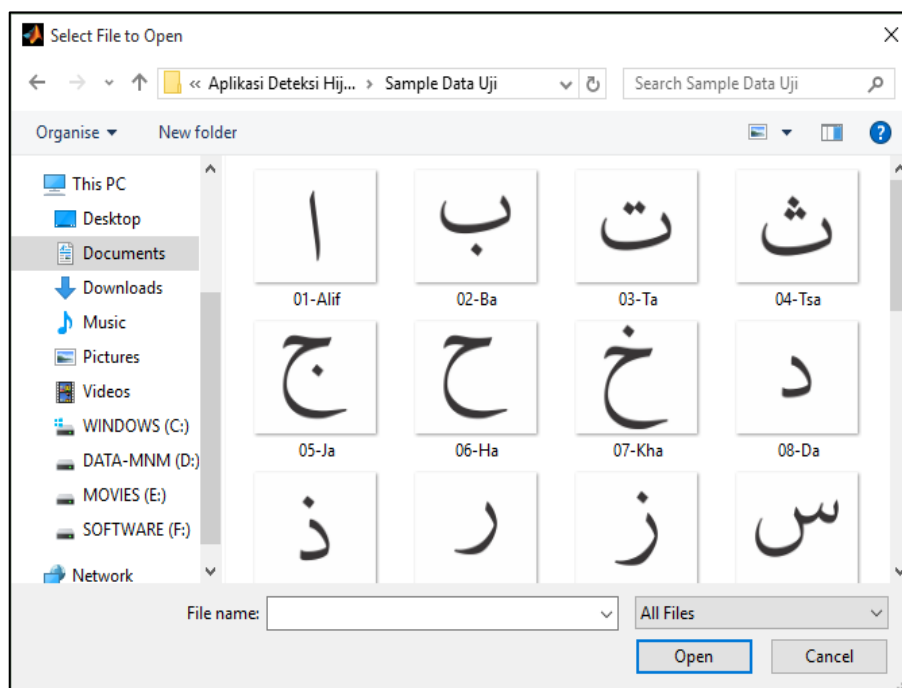 Select File to Open
« Aplikasi Deteksi Hij... › Sample Data Uji
Search Sample Data Uji
Organise
New folder
?
This PC
Desktop
Documents
Downloads
Music
Pictures
Videos
WINDOWS (C:)
DATA-MNM (D:)
MOVIES (E:)
SOFTWARE (F:)
Network
ا
ب
ت
ث
01-Alif
02-Ba
03-Ta
04-Tsa
ج
ح
خ
د
05-Ja
06-Ha
07-Kha
08-Da
ذ
ر
ز
س
File name:
All Files
Open
Cancel